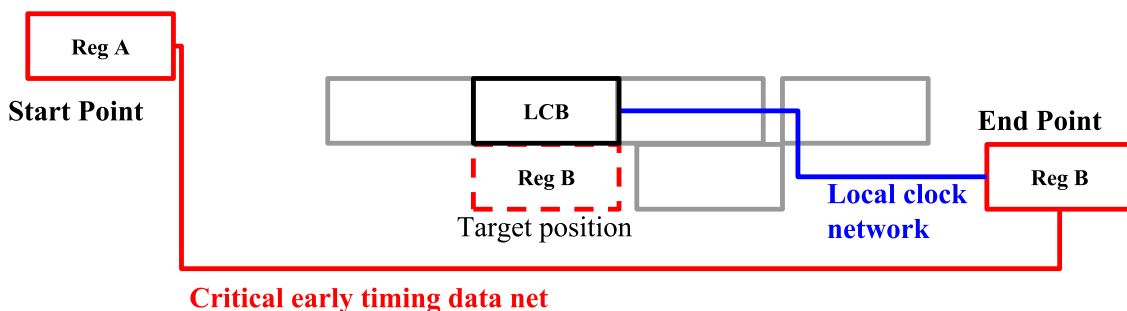 Reg A
Start Point
LCB
End Point
Reg B
Reg B
Local clock
network
Target position
Critical early timing data net